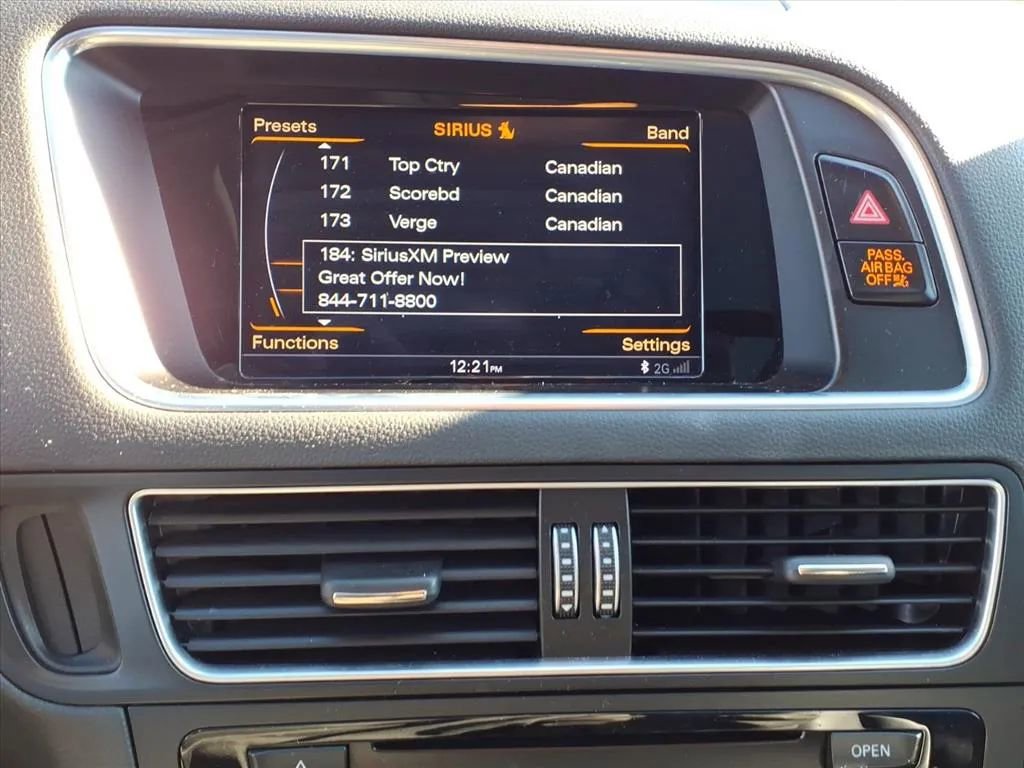 Presets SIRIUS Band
171 Top Ctry Canadian
172 Scorebd Canadian
173 Verge Canadian
184: SiriusXM Preview
Great Offer Now!
844-711-8800
Functions Settings
12:21PM 2G
PASS.
AIR BAG
OFF
OPEN